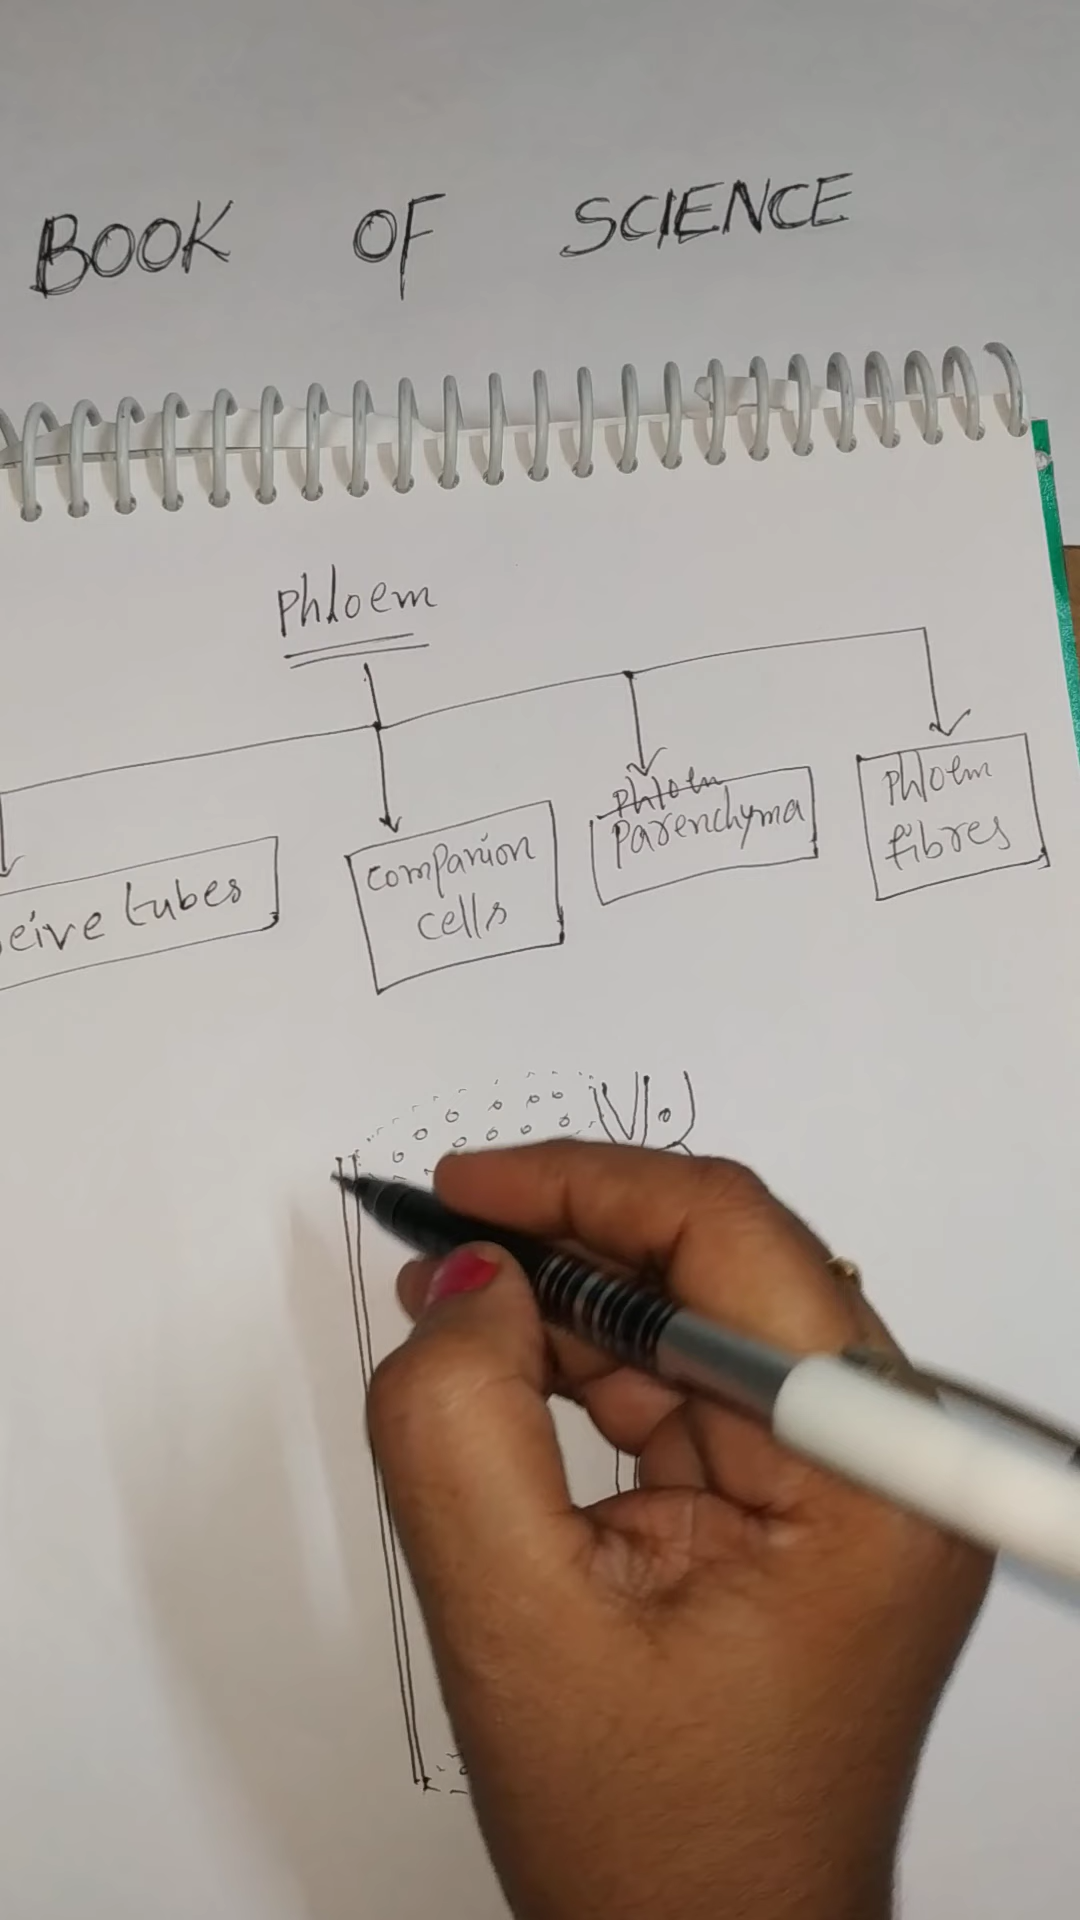 BOOK OF SCIENCE
Phloem
eive tubes
companion
cells
Phloem
Parenchyma
Phloem
fibres